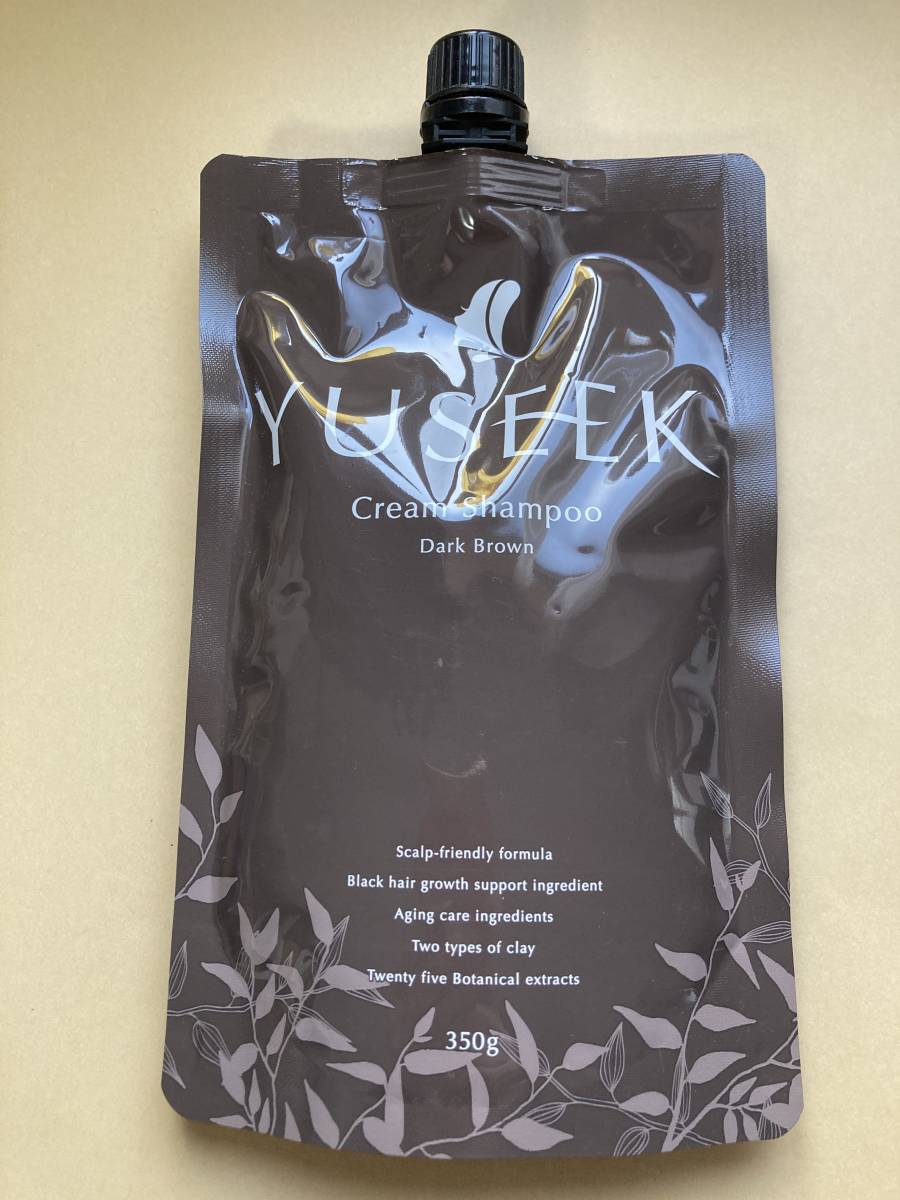 YUSEEK
Cream Shampoo
Dark Brown
Scalp-friendly formula
Black hair growth support ingredient
Aging care ingredients
Two types of clay
Twenty five Botanical extracts
350g